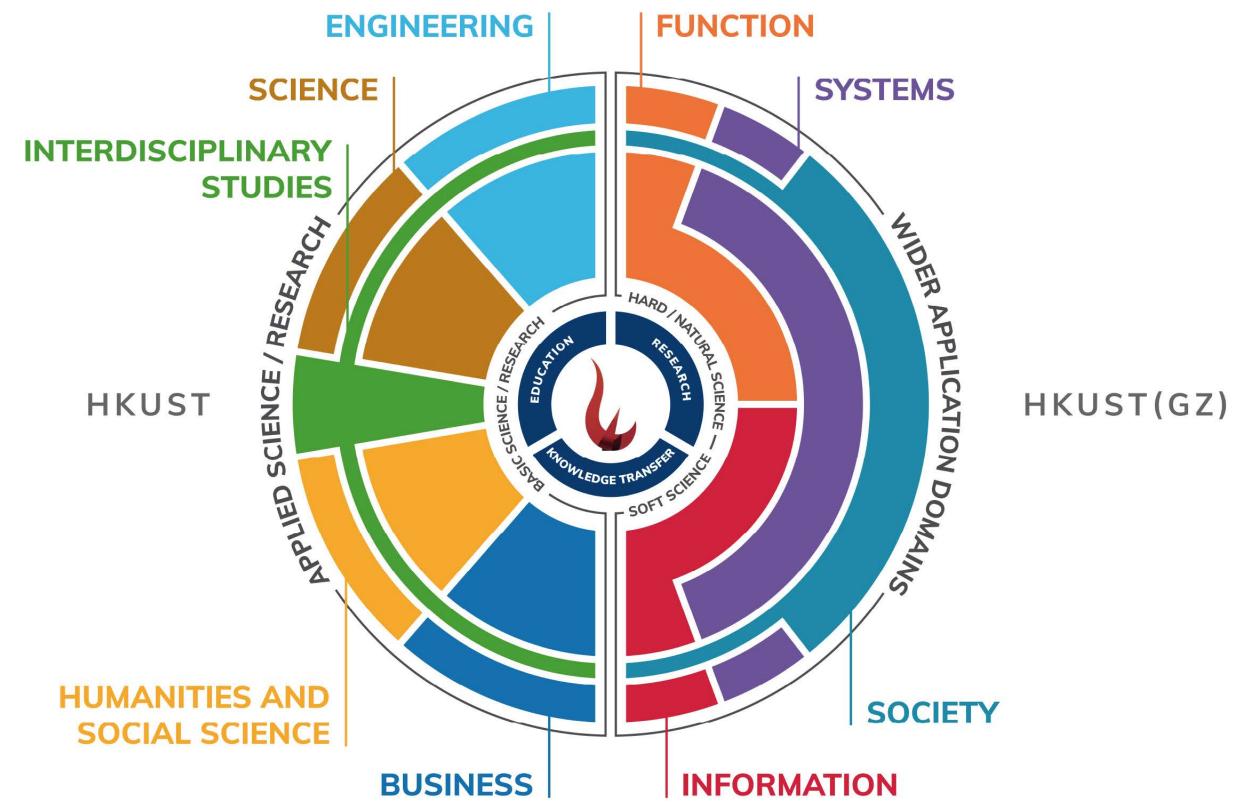 ENGINEERING
FUNCTION
SCIENCE
SYSTEMS
INTERDISCIPLINARY
STUDIES
APPLIED SCIENCE / RESEARCH
WIDER APPLICATION DOMAINS
BASIC SCIENCE / RESEARCH
HARD / NATURAL SCIENCE
EDUCATION
RESEARCH
HKUST
HKUST(GZ)
KNOWLEDGE TRANSFER
SOFT SCIENCE
HUMANITIES AND
SOCIAL SCIENCE
SOCIETY
BUSINESS
INFORMATION